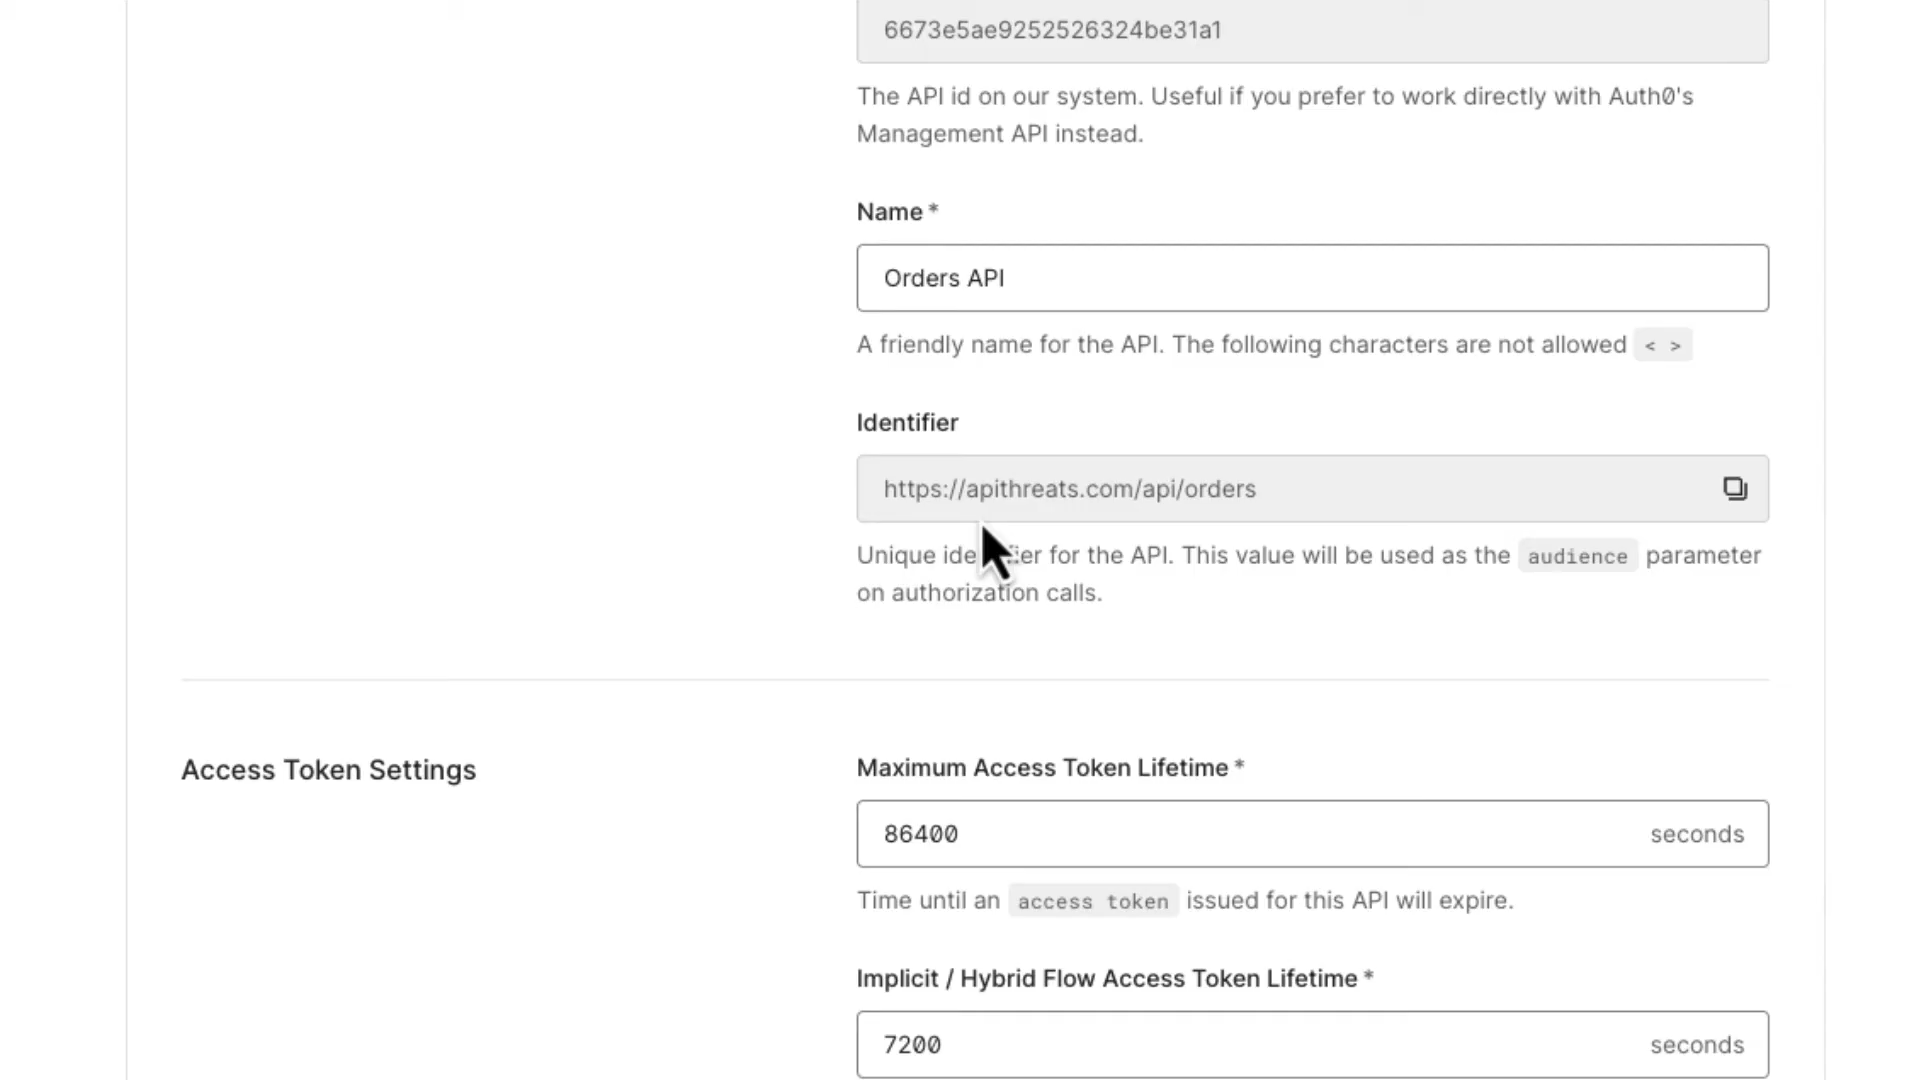 6673e5ae9252526324be31a1
The API id on our system. Useful if you prefer to work directly with Auth0's
Management API instead.
Name *
Orders API
A friendly name for the API. The following characters are not allowed < >
Identifier
https://apithreats.com/api/orders
Unique identifier for the API. This value will be used as the audience parameter
on authorization calls.
Access Token Settings
Maximum Access Token Lifetime *
86400 seconds
Time until an access token issued for this API will expire.
Implicit / Hybrid Flow Access Token Lifetime *
7200 seconds